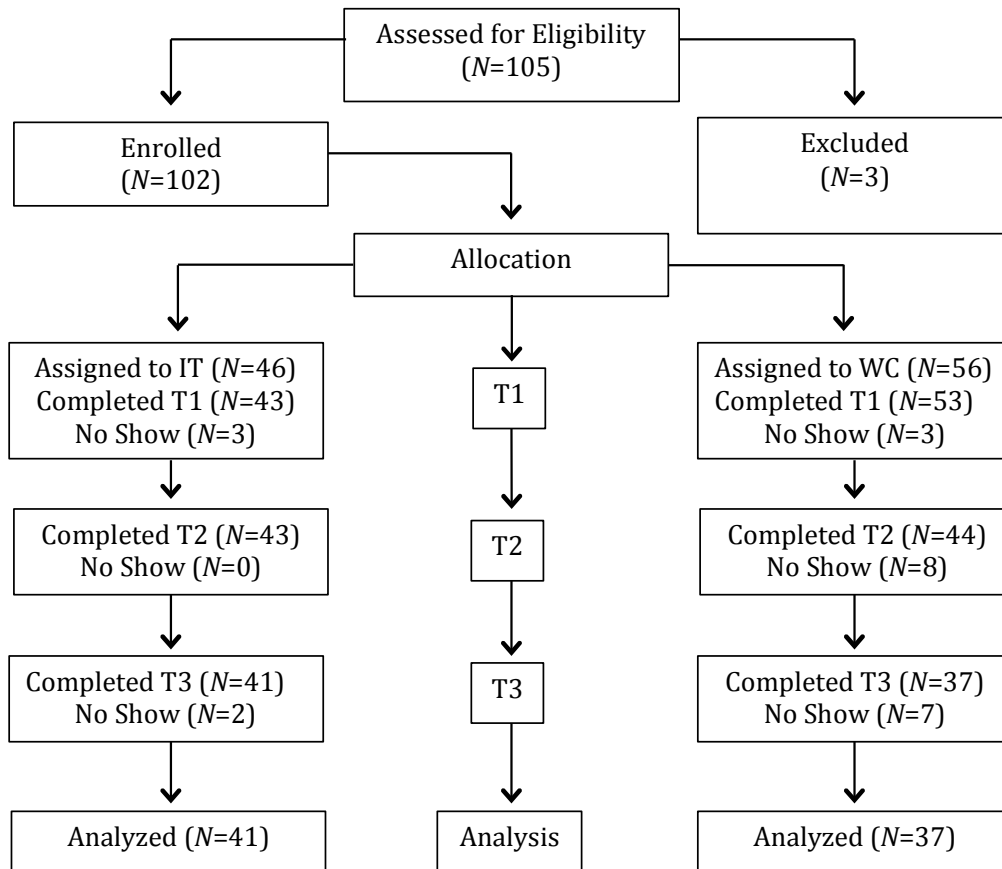 Assessed for Eligibility
(N=105)
Enrolled
(N=102)
Excluded
(N=3)
Allocation
Assigned to IT (N=46)
Completed T1 (N=43)
No Show (N=3)
T1
Assigned to WC (N=56)
Completed T1 (N=53)
No Show (N=3)
Completed T2 (N=43)
No Show (N=0)
T2
Completed T2 (N=44)
No Show (N=8)
Completed T3 (N=41)
No Show (N=2)
T3
Completed T3 (N=37)
No Show (N=7)
Analyzed (N=41)
Analysis
Analyzed (N=37)